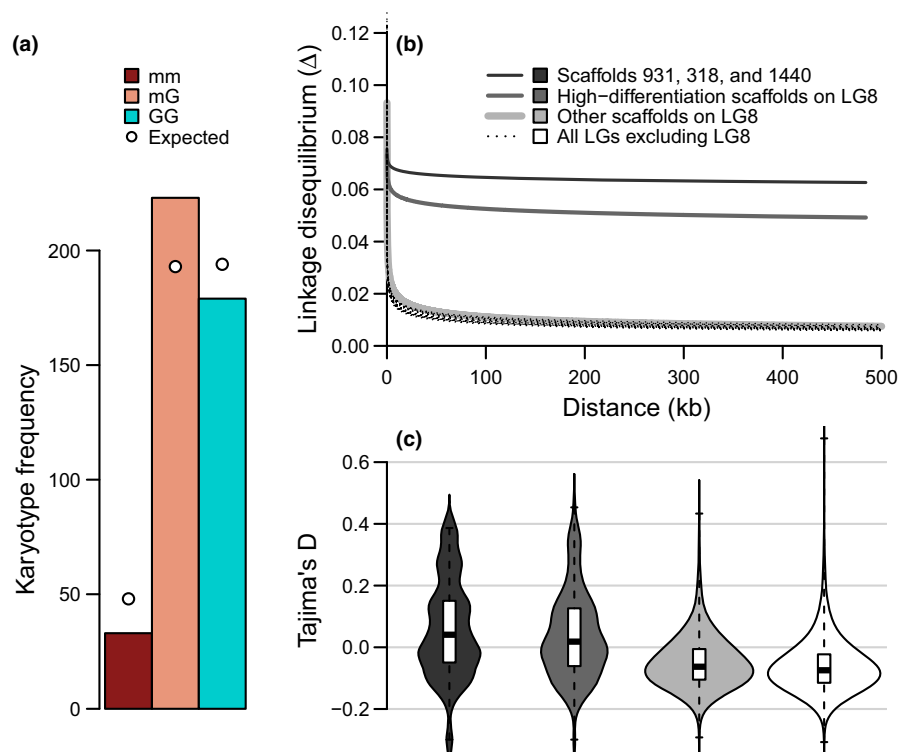 (a)
mm
mG
GG
Expected
Karyotype frequency
200
150
100
50
0
(b)
Linkage disequilibrium (Δ)
0.12
0.10
0.08
0.06
0.04
0.02
0.00
Scaffolds 931, 318, and 1440
High−differentiation scaffolds on LG8
Other scaffolds on LG8
All LGs excluding LG8
0
100
200
300
400
500
Distance (kb)
(c)
Tajima's D
0.6
0.4
0.2
0.0
−0.2